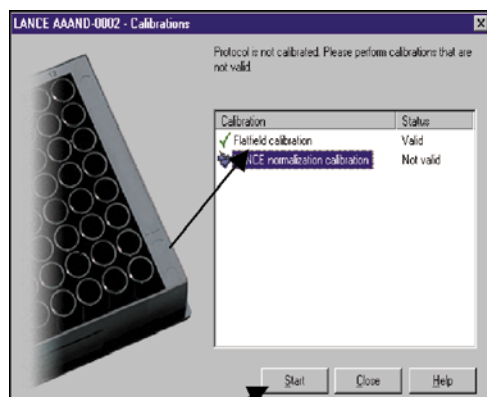 LANCE AAAND-0002 - Calibrations
Protocol is not calibrated. Please perform calibrations that are
not valid.
Calibration Status
Flatfield calibration Valid
normalization calibration Not valid
Start Close Help